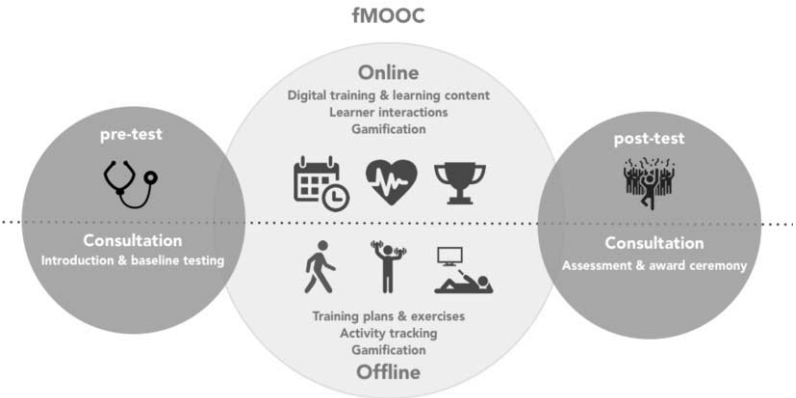 fMOOC
Online
Digital training & learning content
Learner interactions
Gamification
pre-test
Consultation
Introduction & baseline testing
Training plans & exercises
Activity tracking
Gamification
Offline
post-test
Consultation
Assessment & award ceremony